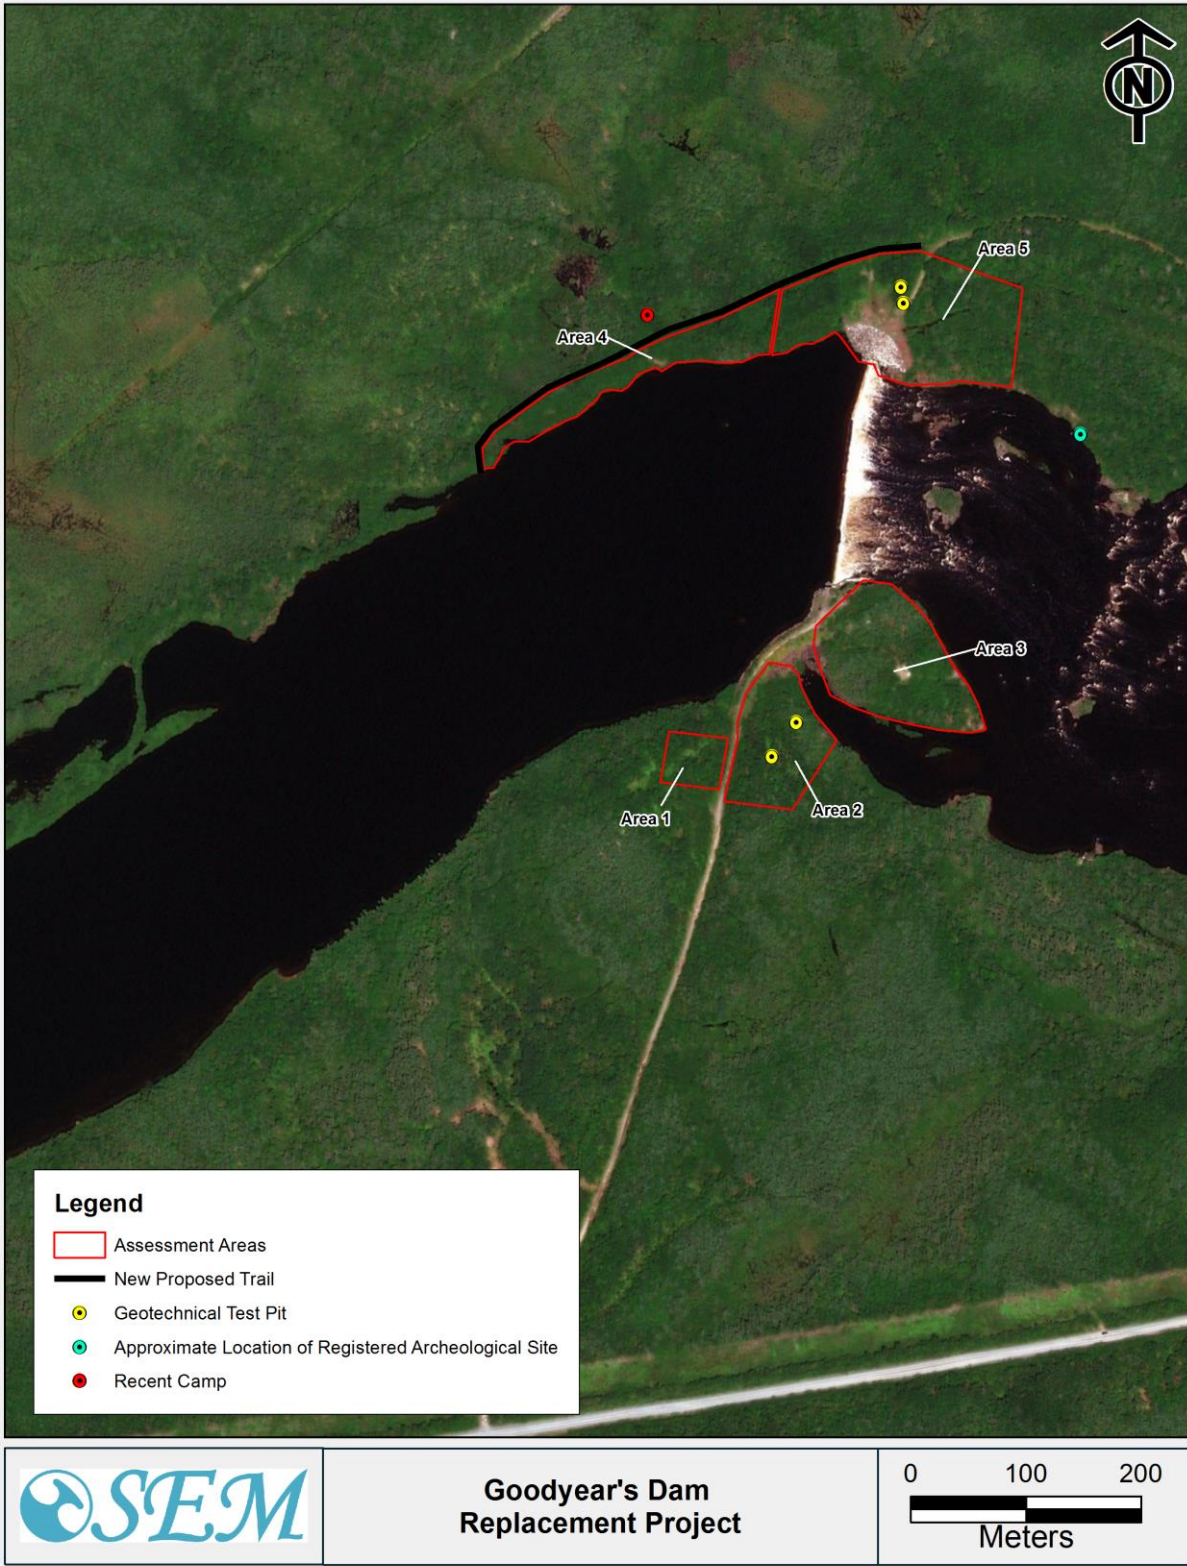 N
Area 5
Area 4
Area 3
Area 1
Area 2
Legend
Assessment Areas
New Proposed Trail
Geotechnical Test Pit
Approximate Location of Registered Archeological Site
Recent Camp
SEM
Goodyear's Dam
Replacement Project
0 100 200
Meters